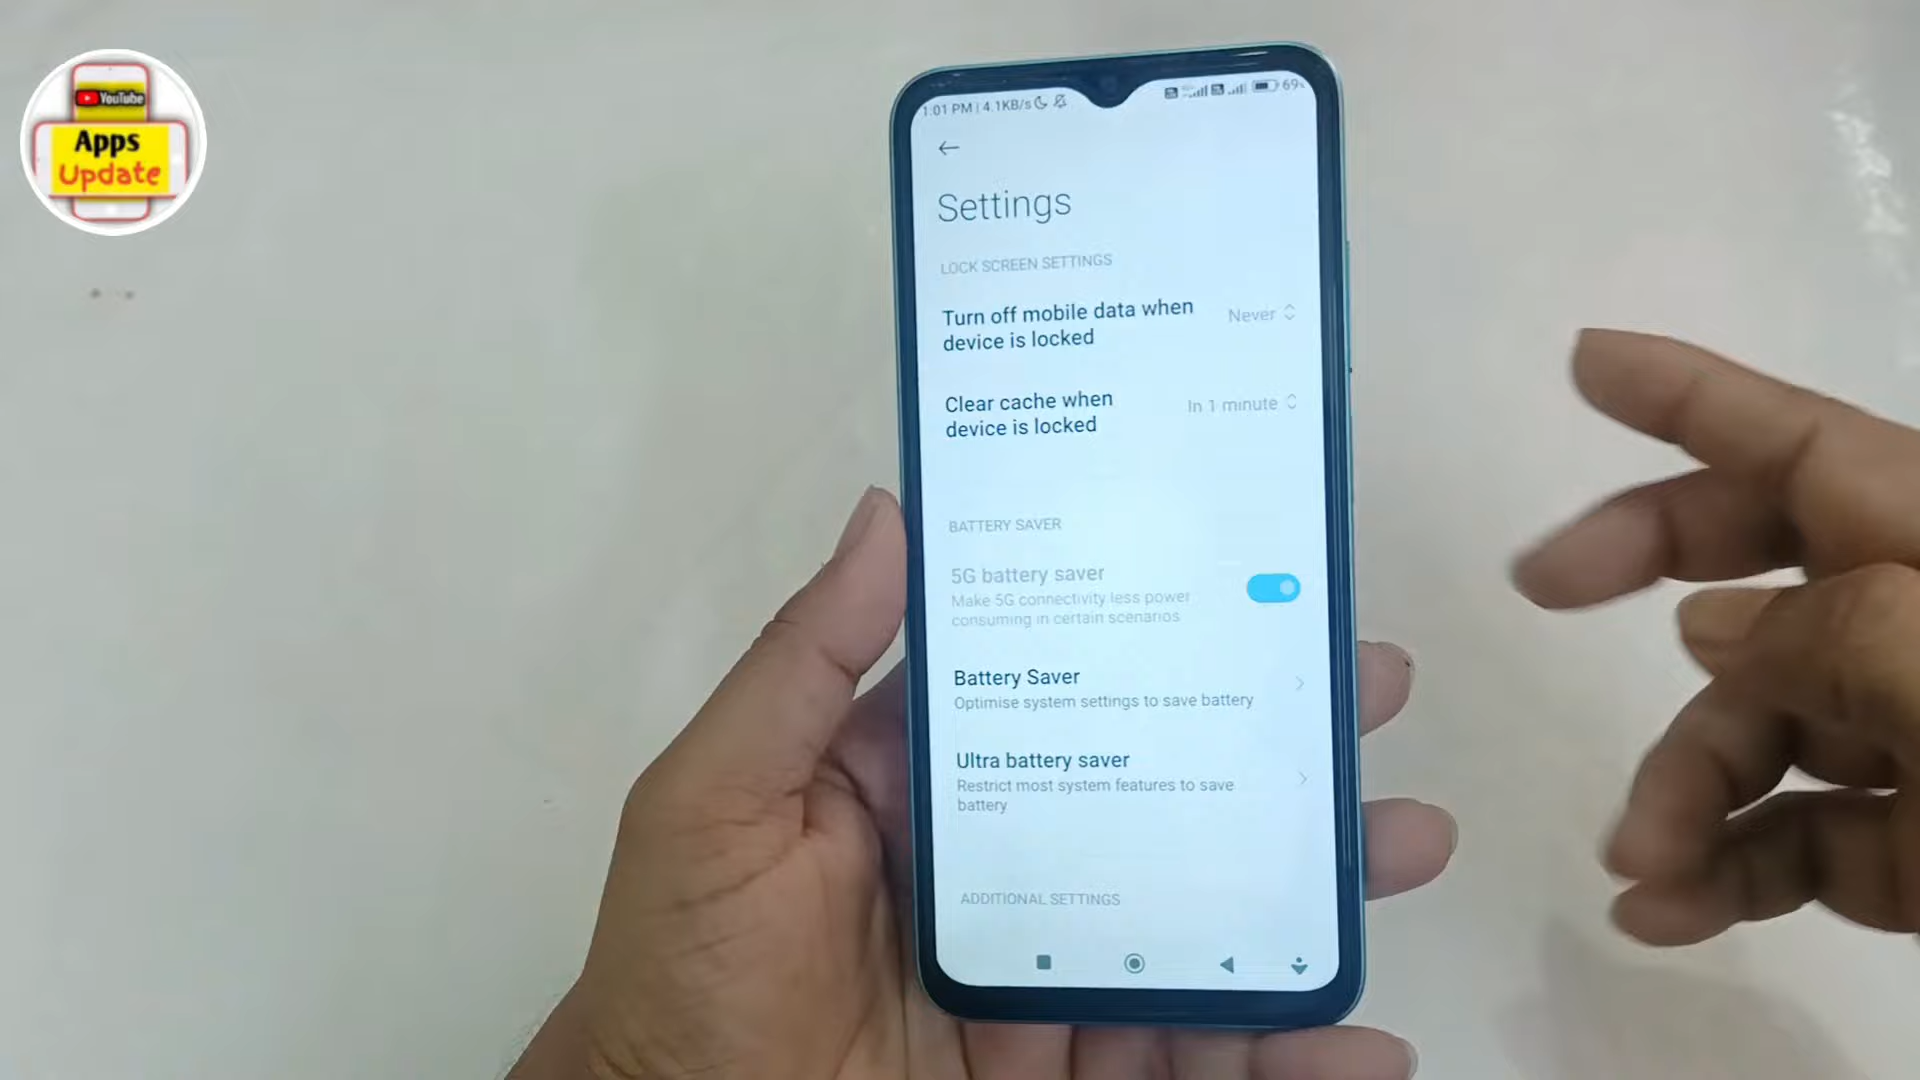 YouTube
Apps
Update
1:01 PM | 4.1KB/s
69%
Settings
LOCK SCREEN SETTINGS
Turn off mobile data when
device is locked
Never
Clear cache when
device is locked
In 1 minute
BATTERY SAVER
5G battery saver
Make 5G connectivity less power
consuming in certain scenarios
Battery Saver
Optimise system settings to save battery
Ultra battery saver
Restrict most system features to save
battery
ADDITIONAL SETTINGS